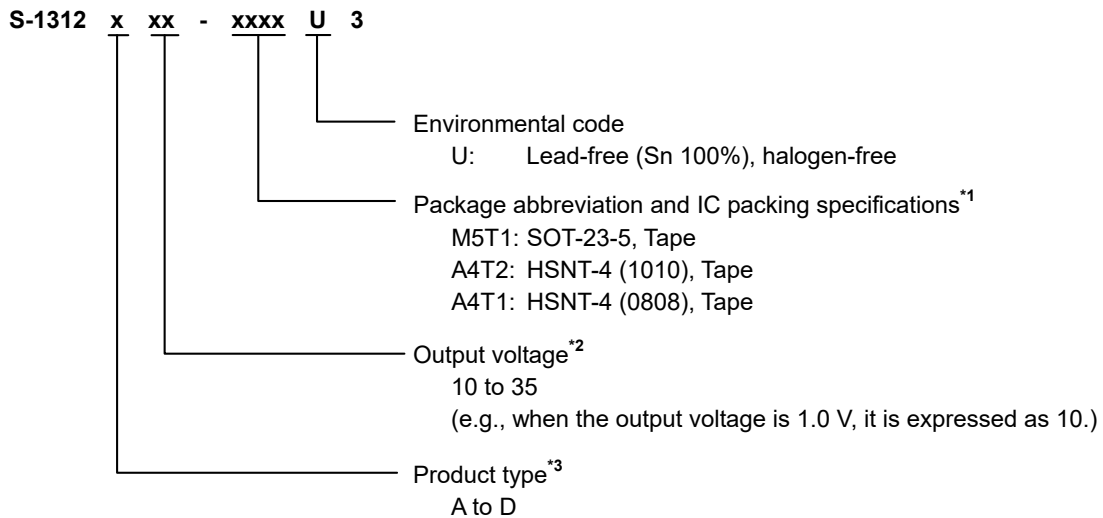 S-1312 x xx - xxxx U 3
Environmental code
U: Lead-free (Sn 100%), halogen-free
Package abbreviation and IC packing specifications*1
M5T1: SOT-23-5, Tape
A4T2: HSNT-4 (1010), Tape
A4T1: HSNT-4 (0808), Tape
Output voltage*2
10 to 35
(e.g., when the output voltage is 1.0 V, it is expressed as 10.)
Product type*3
A to D